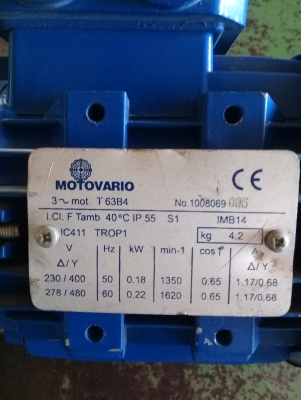 MOTOVARIO
CE
3~ mot. T 63B4 No. 1008069 005
I.Cl. F Tamb 40°C IP 55 S1 IMB14
IC411 TROP1 kg 4.2
V Hz kW min-1 cos φ A
Δ/Y Δ/Y
230/400 50 0.18 1350 0.65 1.17/0.68
278/480 60 0.22 1620 0.65 1.17/0.68